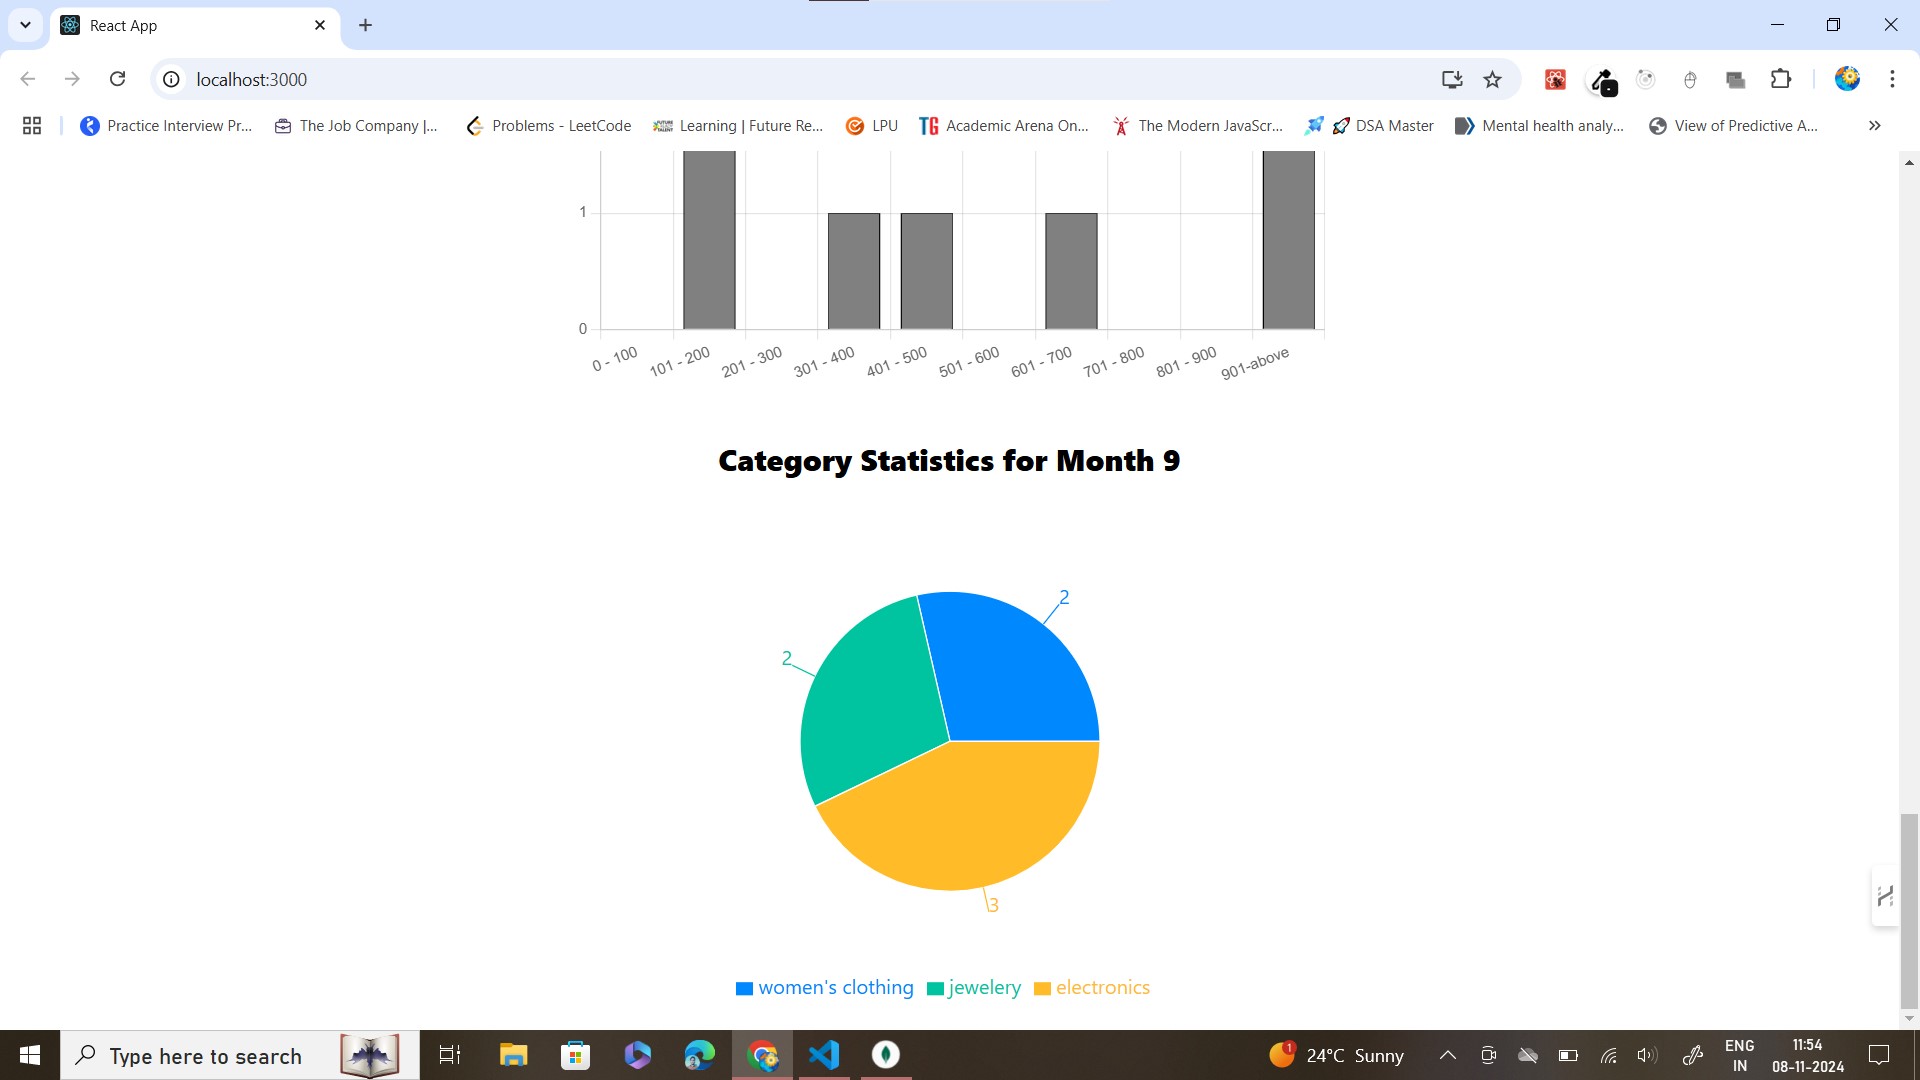 React App
localhost:3000
Practice Interview Pr... The Job Company |... Problems - LeetCode Learning | Future Re... LPU TG Academic Arena On... The Modern JavaScr... DSA Master Mental health analy... View of Predictive A... »
1
0
0 - 100 101 - 200 201 - 300 301 - 400 401 - 500 501 - 600 601 - 700 701 - 800 801 - 900 901-above
Category Statistics for Month 9
2
2
3
women's clothing jewelery electronics
Type here to search
1 24°C Sunny
ENG
IN
11:54
08-11-2024